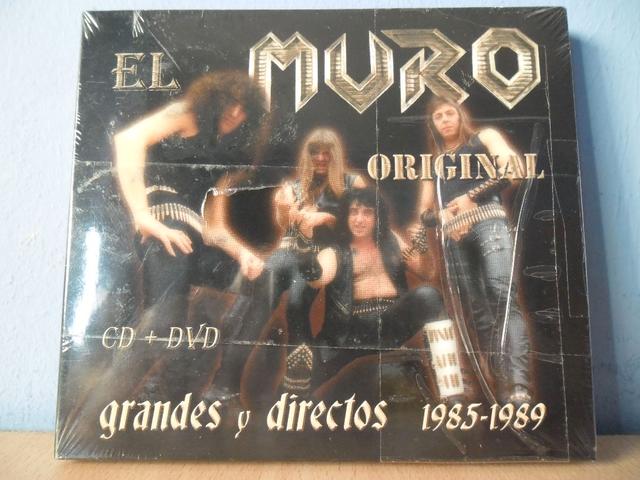 EL MURO
ORIGINAL
CD + DVD
grandes y directos 1985-1989